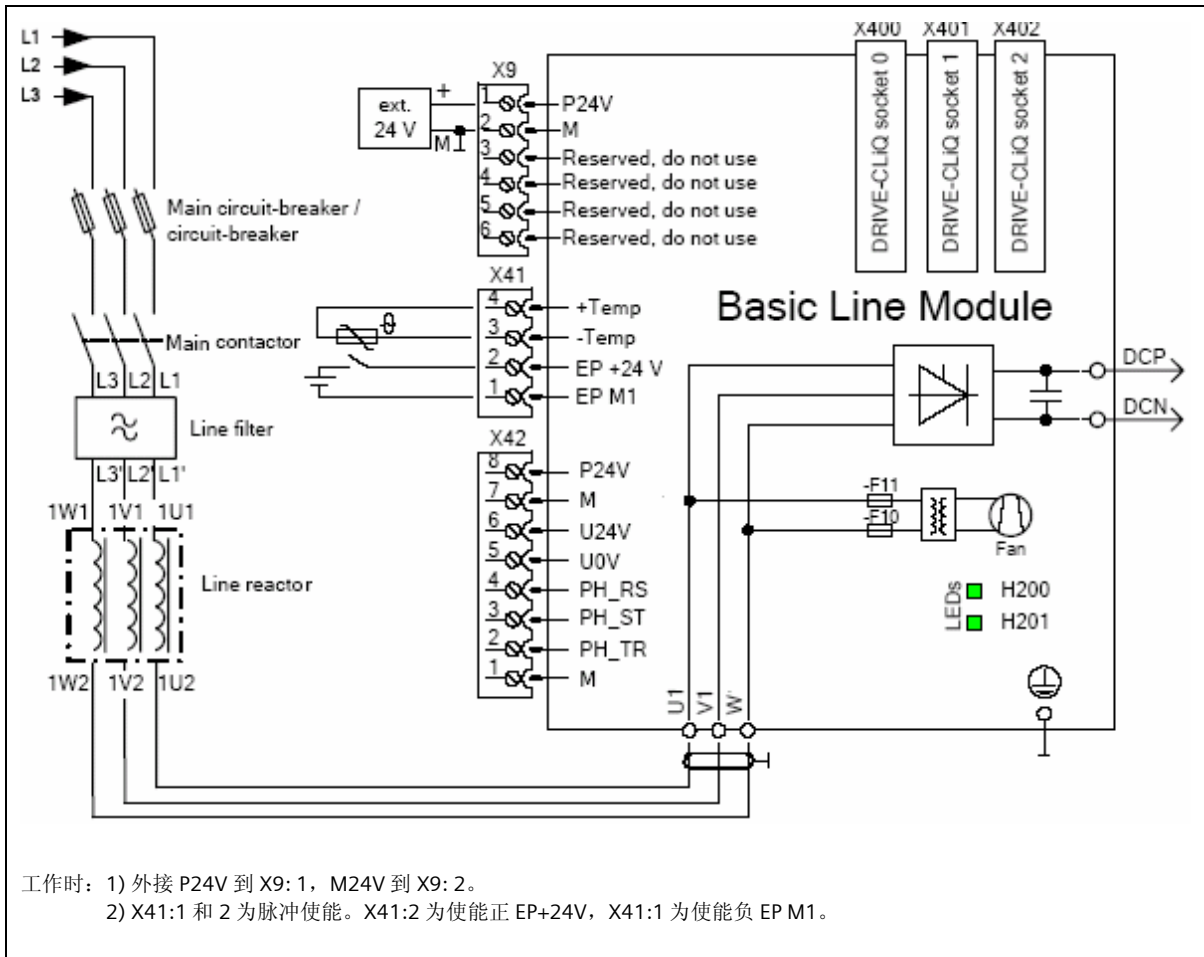 L1
L2
L3
X400 X401 X402
DRIVE-CLiQ socket 0
DRIVE-CLiQ socket 1
DRIVE-CLiQ socket 2
ext.
24 V
+
M
X9
1 P24V
2 M
3 Reserved, do not use
4 Reserved, do not use
5 Reserved, do not use
6 Reserved, do not use
Main circuit-breaker /
circuit-breaker
X41
4 +Temp
3 -Temp
2 EP +24 V
1 EP M1
ϑ
Basic Line Module
Main contactor
L3 L2 L1
Line filter
L3' L2' L1'
1W1 1V1 1U1
Line reactor
1W2 1V2 1U2
X42
8 P24V
7 M
6 U24V
5 U0V
4 PH_RS
3 PH_ST
2 PH_TR
1 M
DCP
DCN
-F11
-F10
Fan
LEDs
H200
H201
U1
V1
W'
工作时：1) 外接 P24V 到 X9: 1，M24V 到 X9: 2。
2) X41:1 和 2 为脉冲使能。X41:2 为使能正 EP+24V，X41:1 为使能负 EP M1。